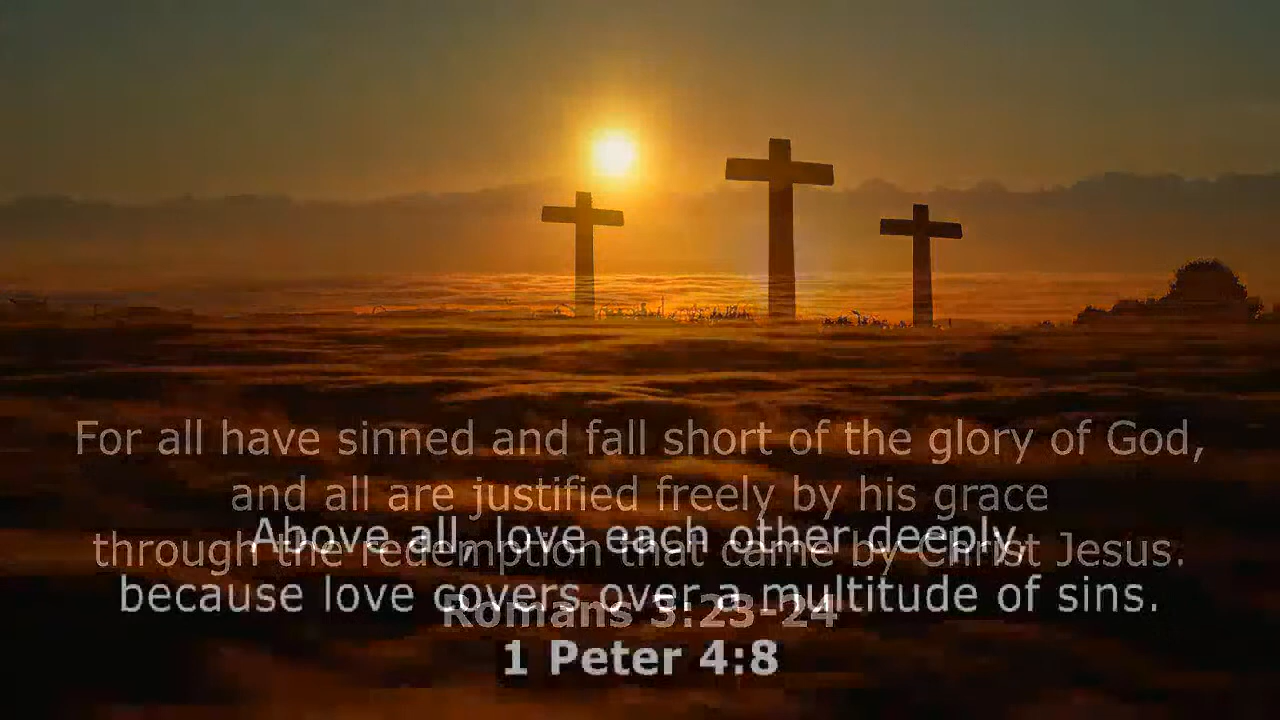 For all have sinned and fall short of the glory of God,
and all are justified freely by his grace
through the redemption that came by Christ Jesus.
Romans 3:23-24
Above all, love each other deeply,
because love covers over a multitude of sins.
1 Peter 4:8